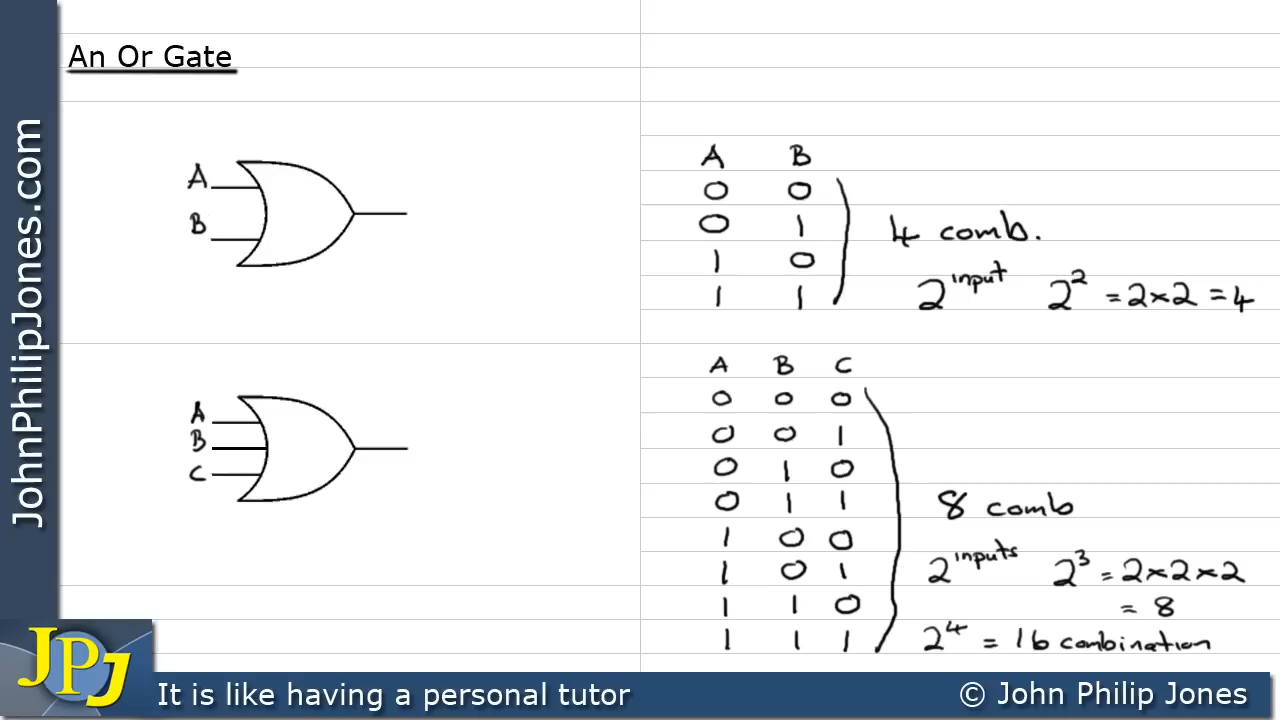 An Or Gate
JohnPhilipJones.com
A
B
A
B
C
A B
0 0
0 1
1 0
1 1
4 comb.
2^input 2^2 = 2×2 = 4
A B C
0 0 0
0 0 1
0 1 0
0 1 1
1 0 0
1 0 1
1 1 0
1 1 1
8 comb
2^inputs 2^3 = 2×2×2
= 8
2^4 = 16 combination
JPJ
It is like having a personal tutor
© John Philip Jones